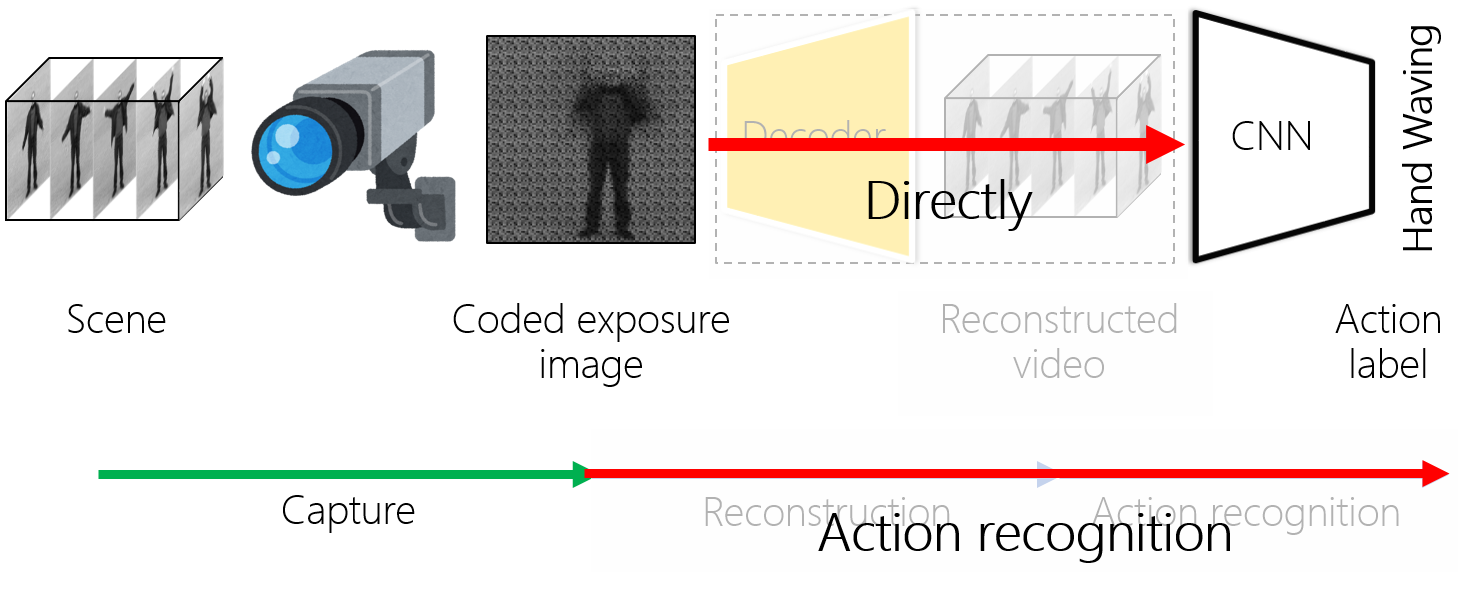 Decoder
Directly
CNN
Hand Waving
Scene
Coded exposure
image
Reconstructed
video
Action
label
Capture
Reconstruction
Action recognition
Action recognition